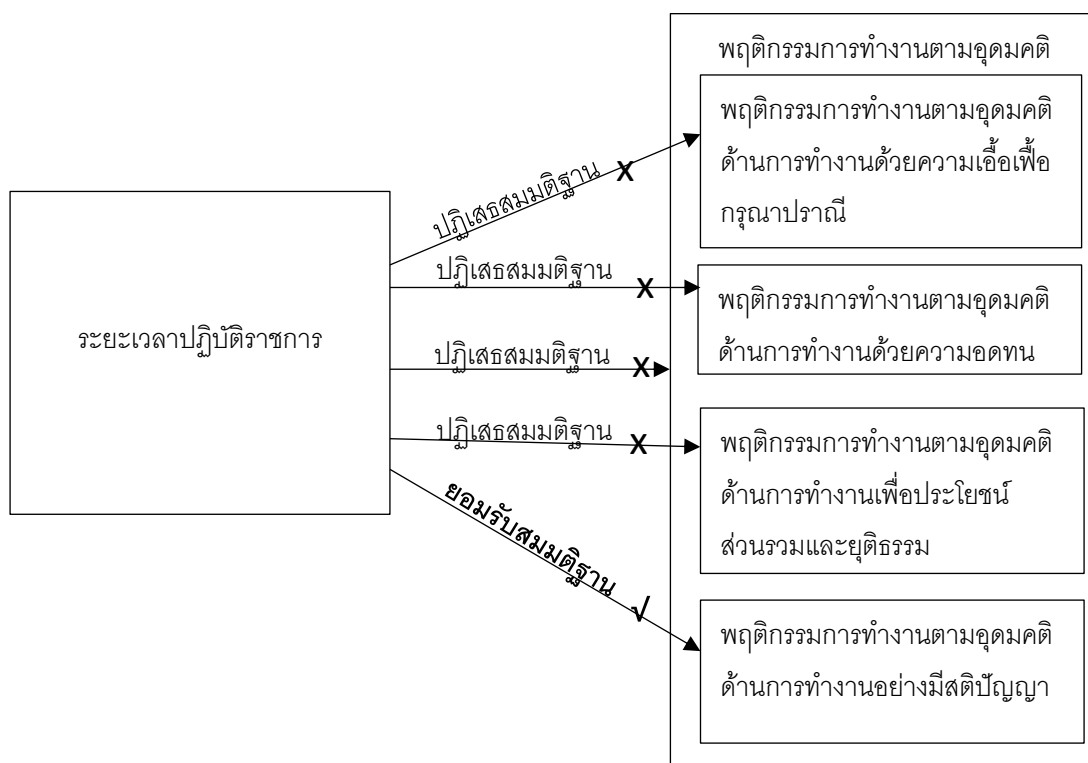 พฤติกรรมการทำงานตามอุดมคติ
พฤติกรรมการทำงานตามอุดมคติ
ด้านการทำงานด้วยความเอื้อเฟื้อ
กรุณาปราณี
ปฏิเสธสมมติฐาน X
ปฏิเสธสมมติฐาน
X
พฤติกรรมการทำงานตามอุดมคติ
ด้านการทำงานด้วยความอดทน
ระยะเวลาปฏิบัติราชการ
ปฏิเสธสมมติฐาน X
ปฏิเสธสมมติฐาน X
พฤติกรรมการทำงานตามอุดมคติ
ด้านการทำงานเพื่อประโยชน์
ส่วนรวมและยุติธรรม
ยอมรับสมมติฐาน √
พฤติกรรมการทำงานตามอุดมคติ
ด้านการทำงานอย่างมีสติปัญญา